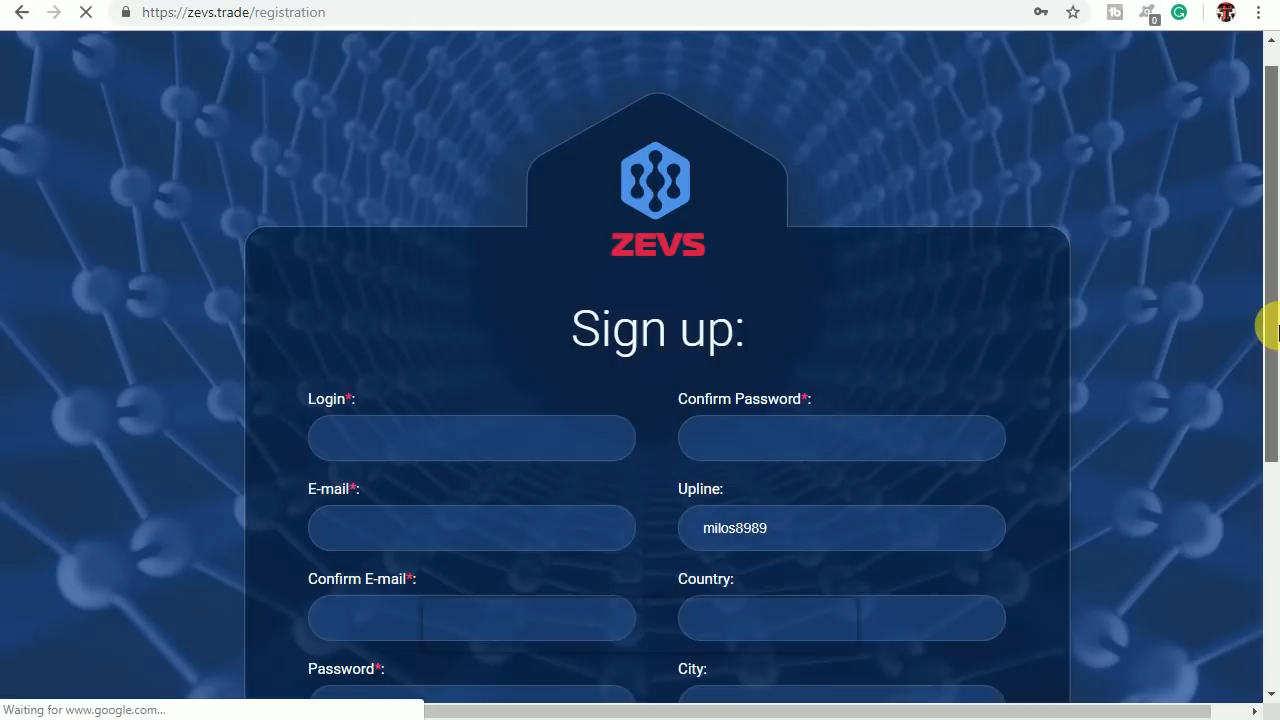 https://zevs.trade/registration
0
ZEVS
Sign up:
Login*:
Confirm Password*:
E-mail*:
Upline:
milos8989
Confirm E-mail*:
Country:
Password*:
City:
Waiting for www.google.com...